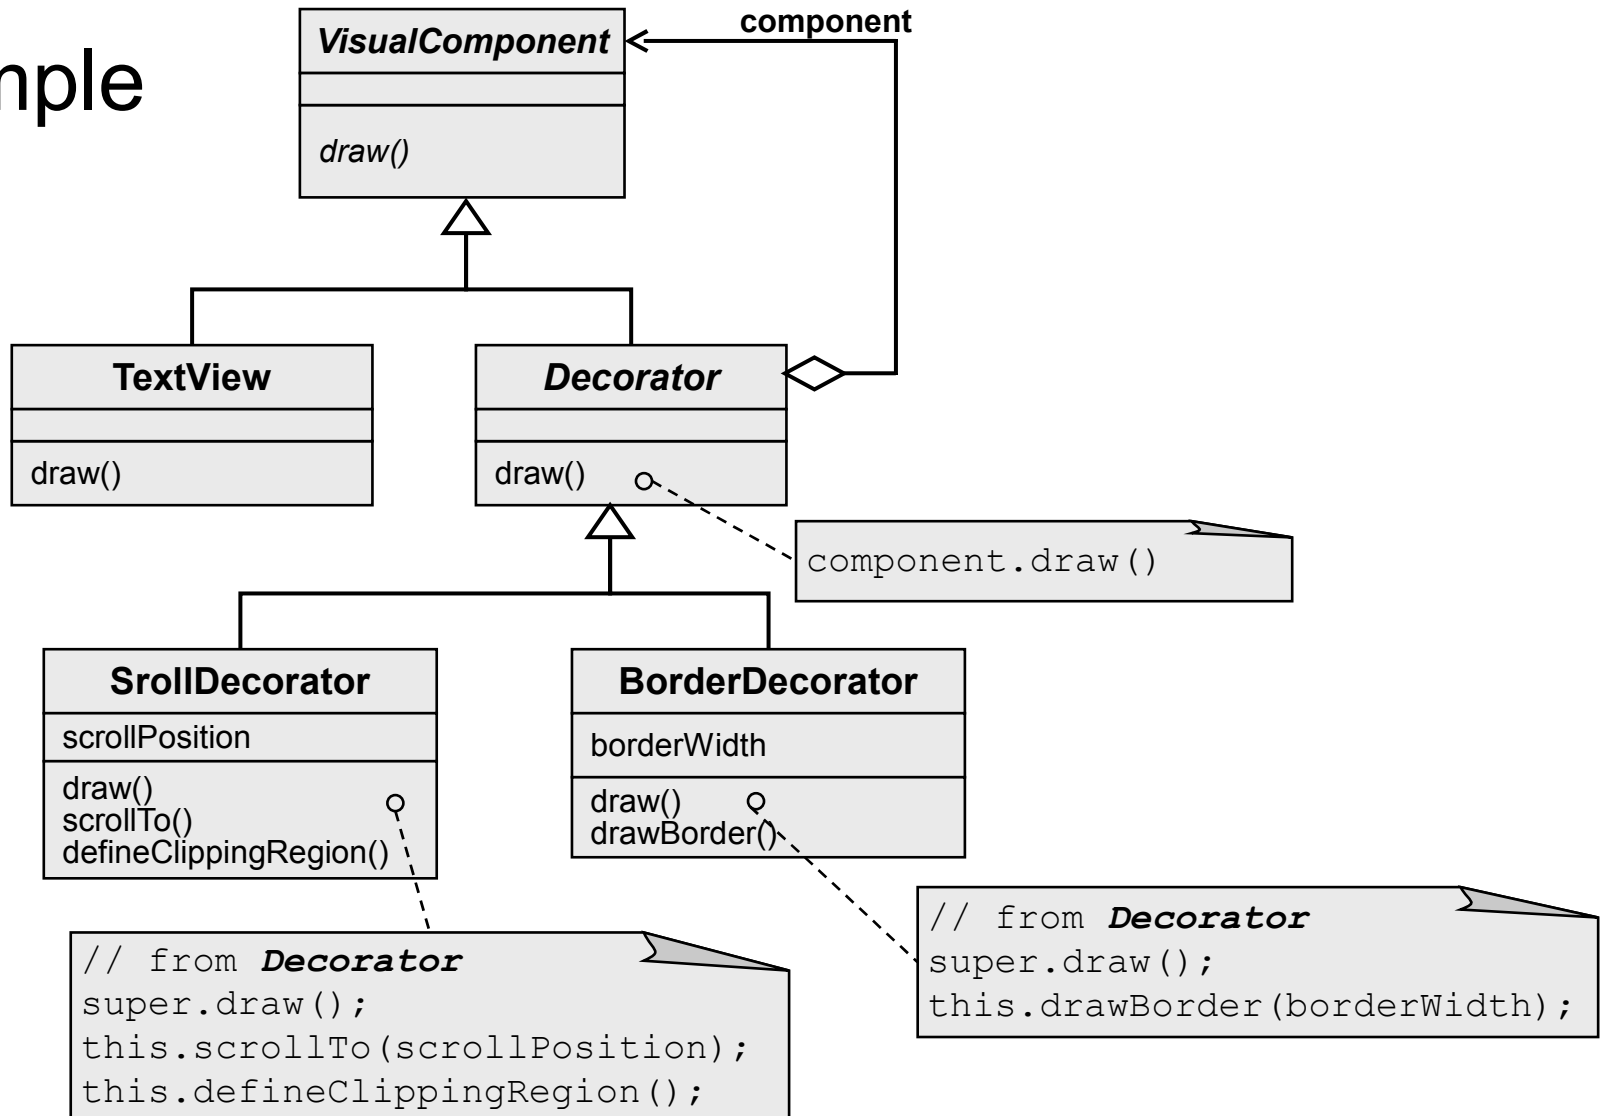 component
VisualComponent
draw()
TextView
draw()
Decorator
draw()
component.draw()
SrollDecorator
scrollPosition
draw()
scrollTo()
defineClippingRegion()
BorderDecorator
borderWidth
draw()
drawBorder()
// from Decorator
super.draw();
this.scrollTo(scrollPosition);
this.defineClippingRegion();
// from Decorator
super.draw();
this.drawBorder(borderWidth);